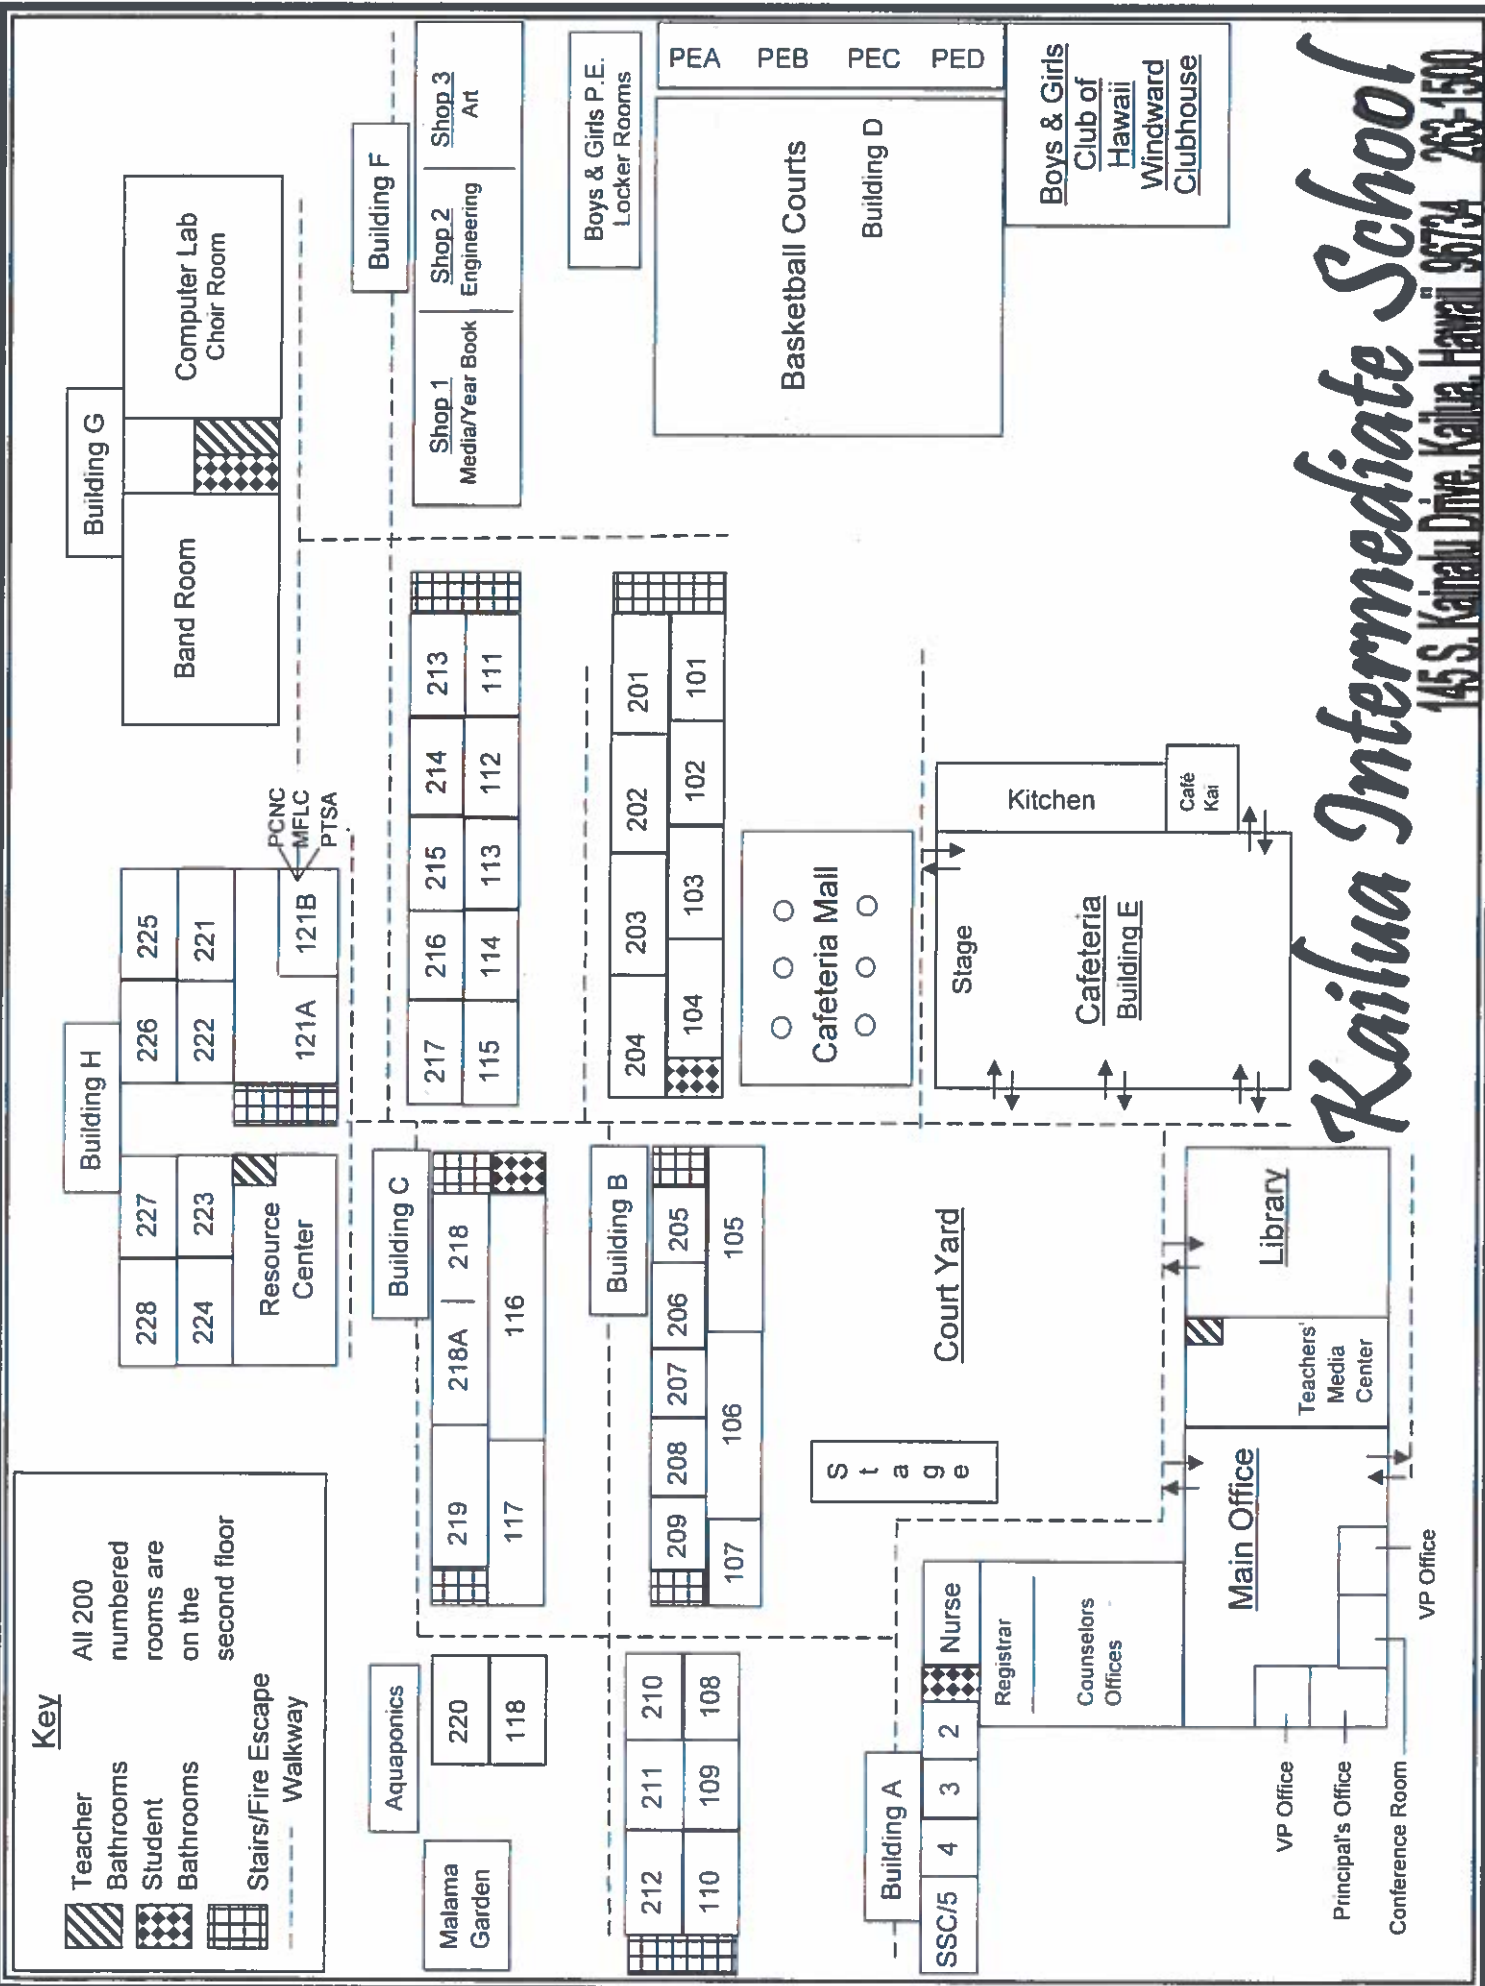 Key
Teacher
Bathrooms
Student
Bathrooms
Stairs/Fire Escape
Walkway
All 200
numbered
rooms are
on the
second floor
Building H
228
227
226
225
224
223
222
221
Resource
Center
121A
121B
PCNC
MFLC
PTSA
Building G
Band Room
Computer Lab
Choir Room
Building F
Shop 1
Media/Year Book
Shop 2
Engineering
Shop 3
Art
Aquaponics
Malama
Garden
220
118
Building C
219
218A
218
117
116
217
216
215
214
213
115
114
113
112
111
Boys & Girls P.E.
Locker Rooms
212
211
210
110
109
108
Building B
209
208
207
206
205
107
106
105
204
203
202
201
104
103
102
101
PEA
PEB
PEC
PED
Basketball Courts
Building D
Boys & Girls
Club of
Hawaii
Windward
Clubhouse
Stage
Court Yard
Cafeteria Mall
Building A
SSC/5
4
3
2
Nurse
Registrar
Counselors
Offices
Main Office
VP Office
Principal's Office
Conference Room
VP Office
Teachers'
Media
Center
Library
Stage
Cafeteria
Building E
Kitchen
Café
Kai
Kailua Intermediate School
145 S. Kainalu Drive, Kailua, Hawaii 96734 263-1500